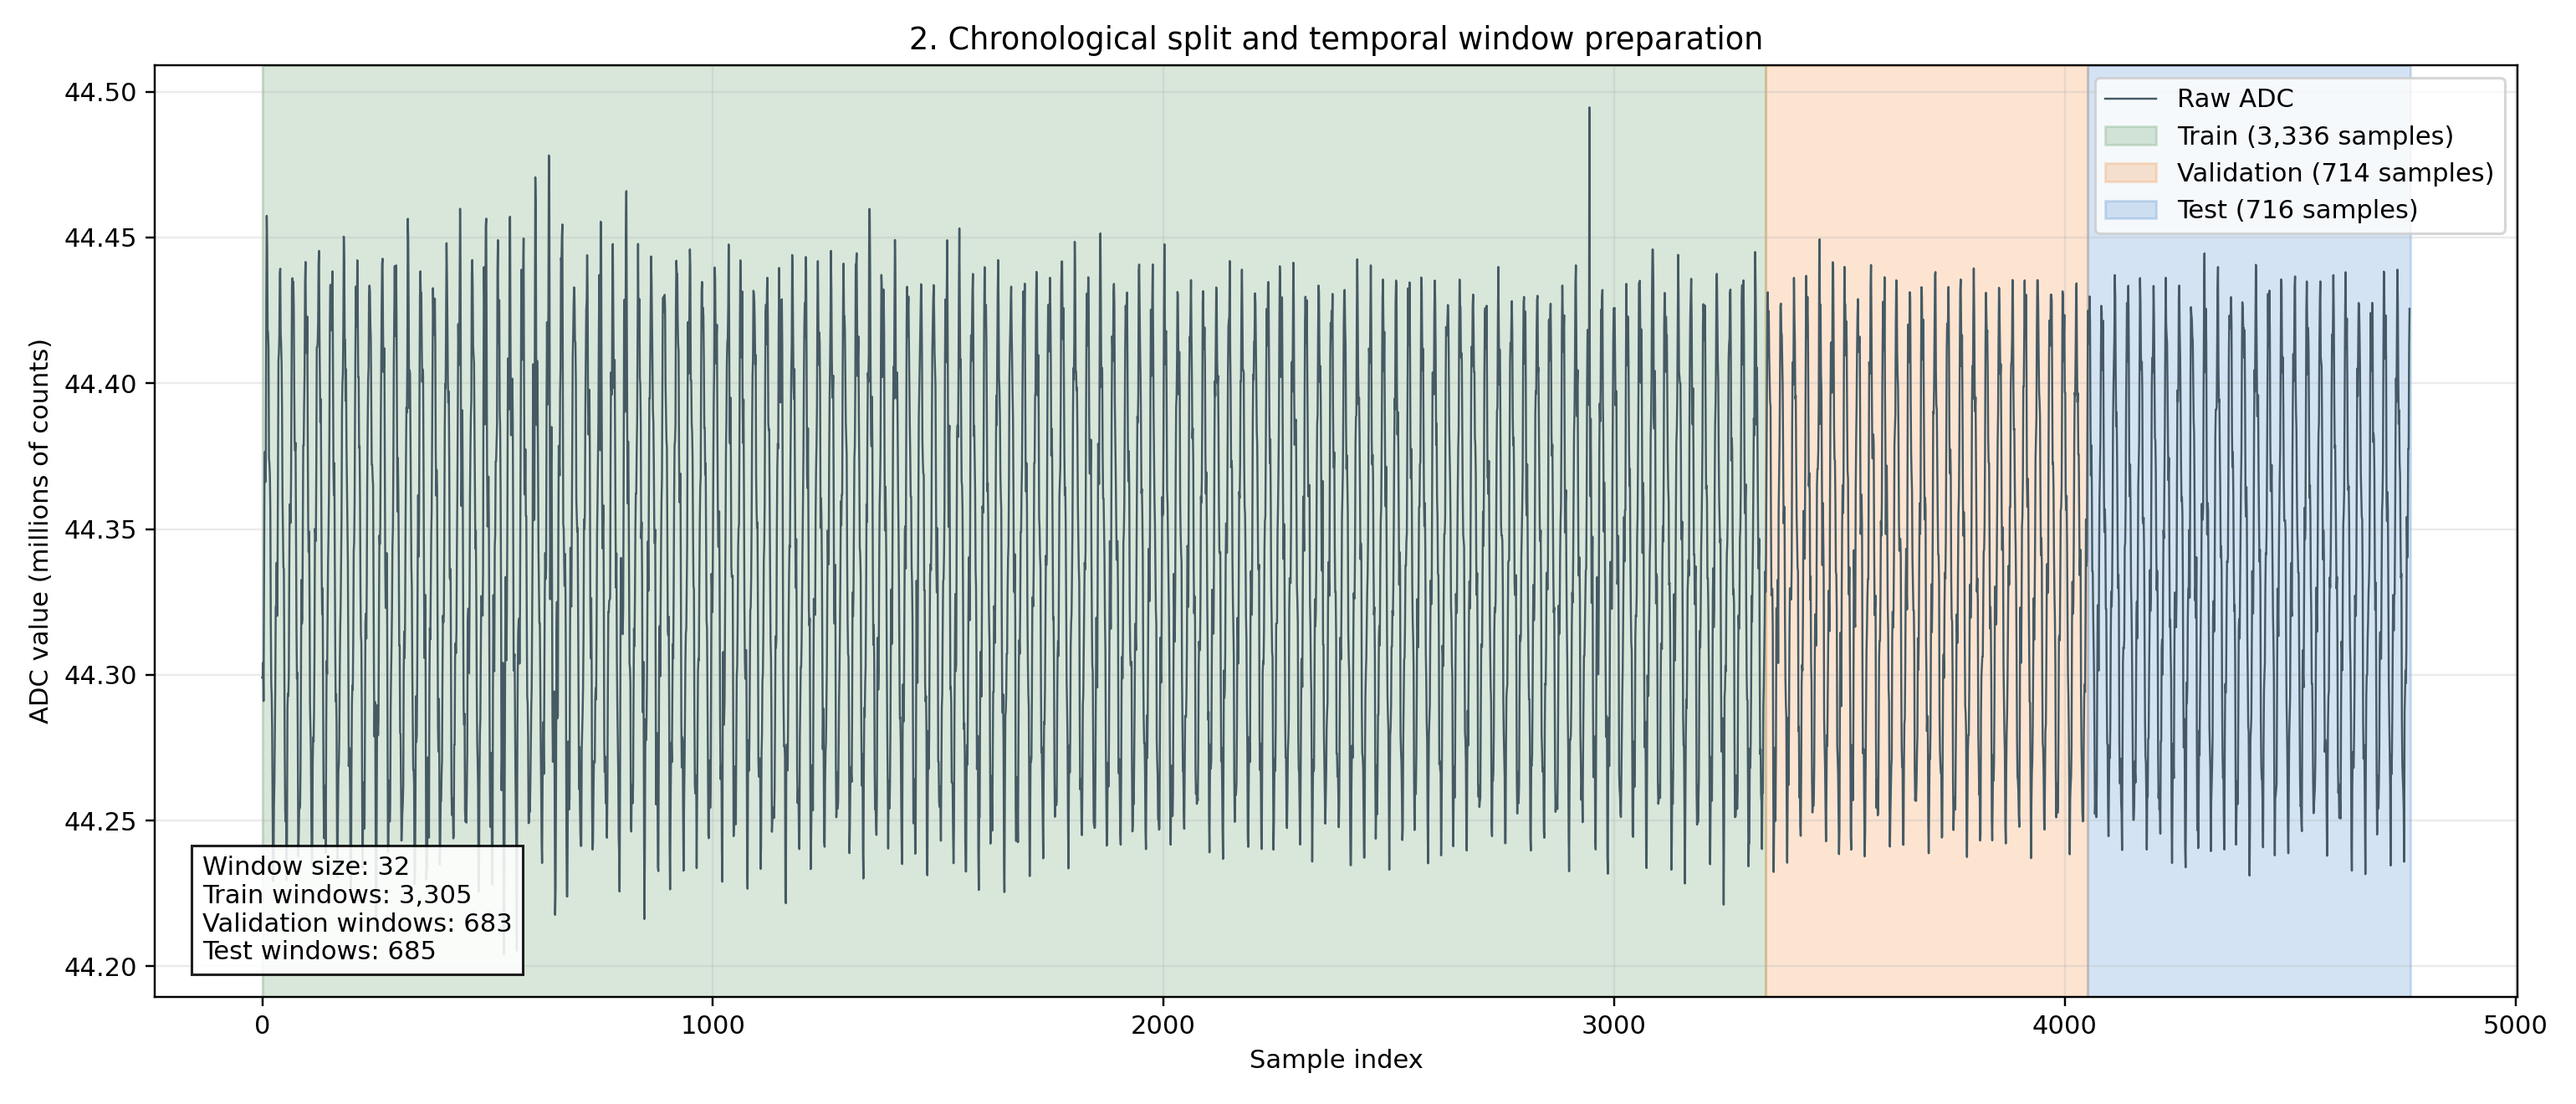 2. Chronological split and temporal window preparation
44.50
44.45
44.40
44.35
44.30
44.25
44.20
ADC value (millions of counts)
Raw ADC
Train (3,336 samples)
Validation (714 samples)
Test (716 samples)
Window size: 32
Train windows: 3,305
Validation windows: 683
Test windows: 685
0 1000 2000 3000 4000 5000
Sample index